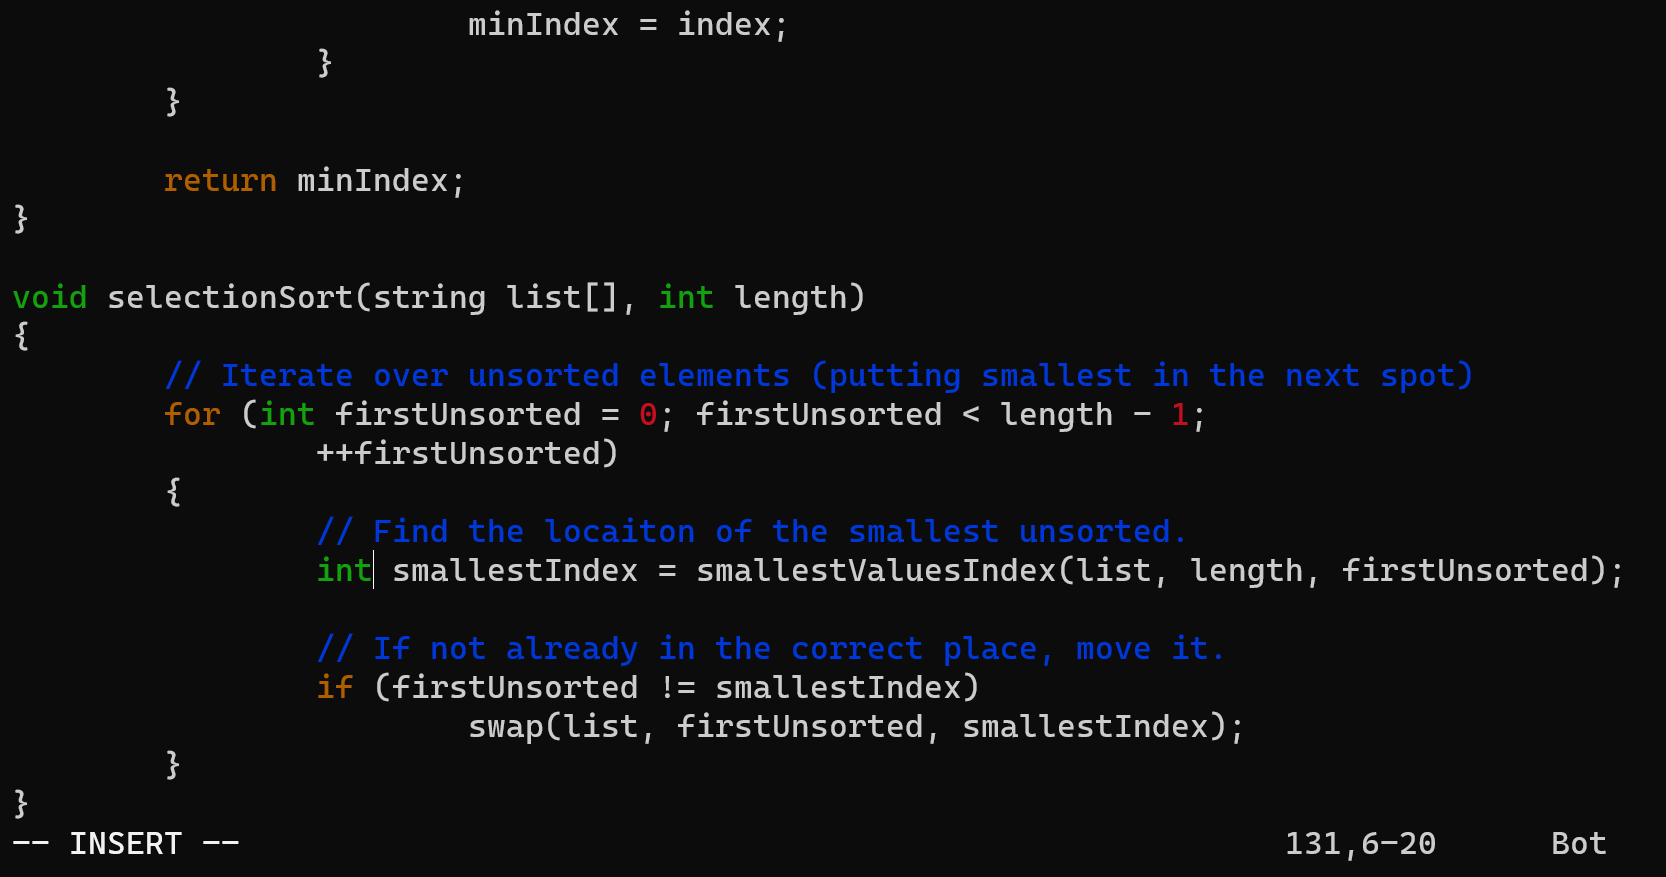 minIndex = index;
}
}
return minIndex;
}
void selectionSort(string list[], int length)
{
// Iterate over unsorted elements (putting smallest in the next spot)
for (int firstUnsorted = 0; firstUnsorted < length - 1;
++firstUnsorted)
{
// Find the locaiton of the smallest unsorted.
int smallestIndex = smallestValuesIndex(list, length, firstUnsorted);
// If not already in the correct place, move it.
if (firstUnsorted != smallestIndex)
swap(list, firstUnsorted, smallestIndex);
}
}
-- INSERT -- 131,6-20 Bot